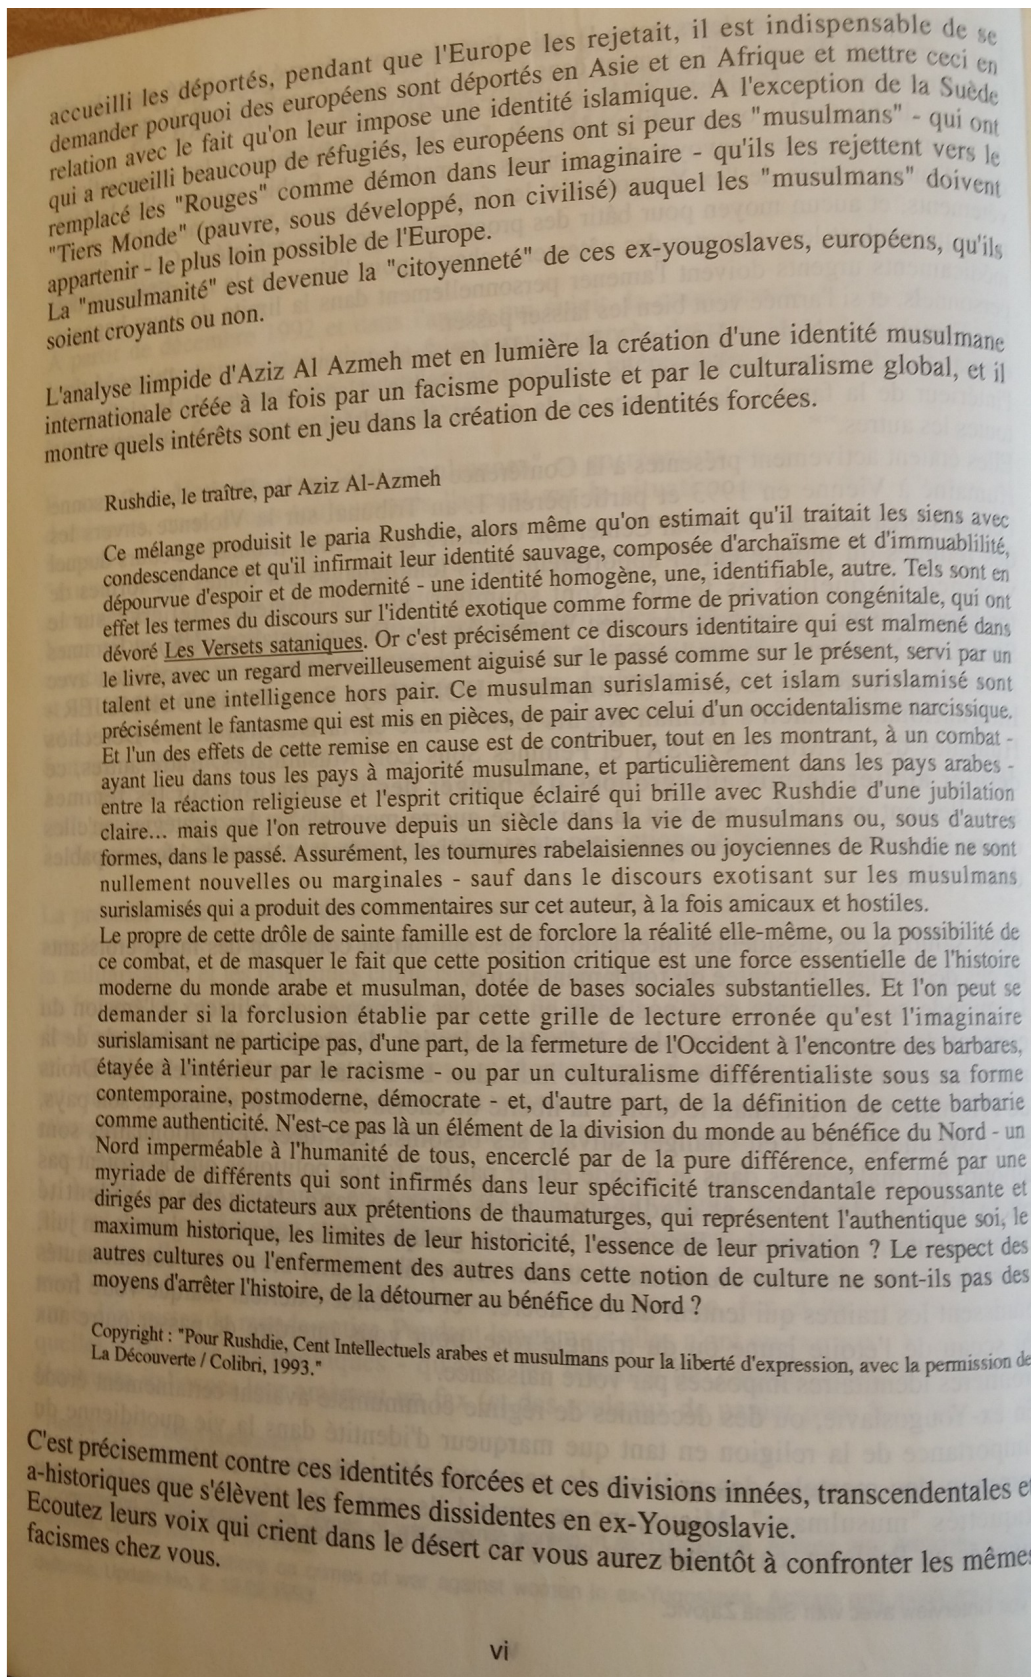 accueilli les déportés, pendant que l'Europe les rejetait, il est indispensable de se
demander pourquoi des européens sont déportés en Asie et en Afrique et mettre ceci en
relation avec le fait qu'on leur impose une identité islamique. A l'exception de la Suède
qui a recueilli beaucoup de réfugiés, les européens ont si peur des "musulmans" - qui ont
remplacé les "Rouges" comme démon dans leur imaginaire - qu'ils les rejettent vers le
"Tiers Monde" (pauvre, sous développé, non civilisé) auquel les "musulmans" doivent
appartenir - le plus loin possible de l'Europe.
La "musulmanité" est devenue la "citoyenneté" de ces ex-yougoslaves, européens, qu'ils
soient croyants ou non.
L'analyse limpide d'Aziz Al Azmeh met en lumière la création d'une identité musulmane
internationale créée à la fois par un facisme populiste et par le culturalisme global, et il
montre quels intérêts sont en jeu dans la création de ces identités forcées.
Rushdie, le traître, par Aziz Al-Azmeh
Ce mélange produisit le paria Rushdie, alors même qu'on estimait qu'il traitait les siens avec
condescendance et qu'il infirmait leur identité sauvage, composée d'archaïsme et d'immuablilité,
dépourvue d'espoir et de modernité - une identité homogène, une, identifiable, autre. Tels sont en
effet les termes du discours sur l'identité exotique comme forme de privation congénitale, qui ont
dévoré Les Versets sataniques. Or c'est précisément ce discours identitaire qui est malmené dans
le livre, avec un regard merveilleusement aiguisé sur le passé comme sur le présent, servi par un
talent et une intelligence hors pair. Ce musulman surislamisé, cet islam surislamisé sont
précisément le fantasme qui est mis en pièces, de pair avec celui d'un occidentalisme narcissique.
Et l'un des effets de cette remise en cause est de contribuer, tout en les montrant, à un combat -
ayant lieu dans tous les pays à majorité musulmane, et particulièrement dans les pays arabes -
entre la réaction religieuse et l'esprit critique éclairé qui brille avec Rushdie d'une jubilation
claire... mais que l'on retrouve depuis un siècle dans la vie de musulmans ou, sous d'autres
formes, dans le passé. Assurément, les tournures rabelaisiennes ou joyciennes de Rushdie ne sont
nullement nouvelles ou marginales - sauf dans le discours exotisant sur les musulmans
surislamisés qui a produit des commentaires sur cet auteur, à la fois amicaux et hostiles.
Le propre de cette drôle de sainte famille est de forclore la réalité elle-même, ou la possibilité de
ce combat, et de masquer le fait que cette position critique est une force essentielle de l'histoire
moderne du monde arabe et musulman, dotée de bases sociales substantielles. Et l'on peut se
demander si la forclusion établie par cette grille de lecture erronée qu'est l'imaginaire
surislamisant ne participe pas, d'une part, de la fermeture de l'Occident à l'encontre des barbares,
étayée à l'intérieur par le racisme - ou par un culturalisme différentialiste sous sa forme
contemporaine, postmoderne, démocrate - et, d'autre part, de la définition de cette barbarie
comme authenticité. N'est-ce pas là un élément de la division du monde au bénéfice du Nord - un
Nord imperméable à l'humanité de tous, encerclé par de la pure différence, enfermé par une
myriade de différents qui sont infirmés dans leur spécificité transcendantale repoussante et
dirigés par des dictateurs aux prétentions de thaumaturges, qui représentent l'authentique soi, le
maximum historique, les limites de leur historicité, l'essence de leur privation ? Le respect des
autres cultures ou l'enfermement des autres dans cette notion de culture ne sont-ils pas des
moyens d'arrêter l'histoire, de la détourner au bénéfice du Nord ?
Copyright : "Pour Rushdie, Cent Intellectuels arabes et musulmans pour la liberté d'expression, avec la permission de
La Découverte / Colibri, 1993."
C'est précisemment contre ces identités forcées et ces divisions innées, transcendentales et
a-historiques que s'élèvent les femmes dissidentes en ex-Yougoslavie.
Ecoutez leurs voix qui crient dans le désert car vous aurez bientôt à confronter les mêmes
facismes chez vous.
vi